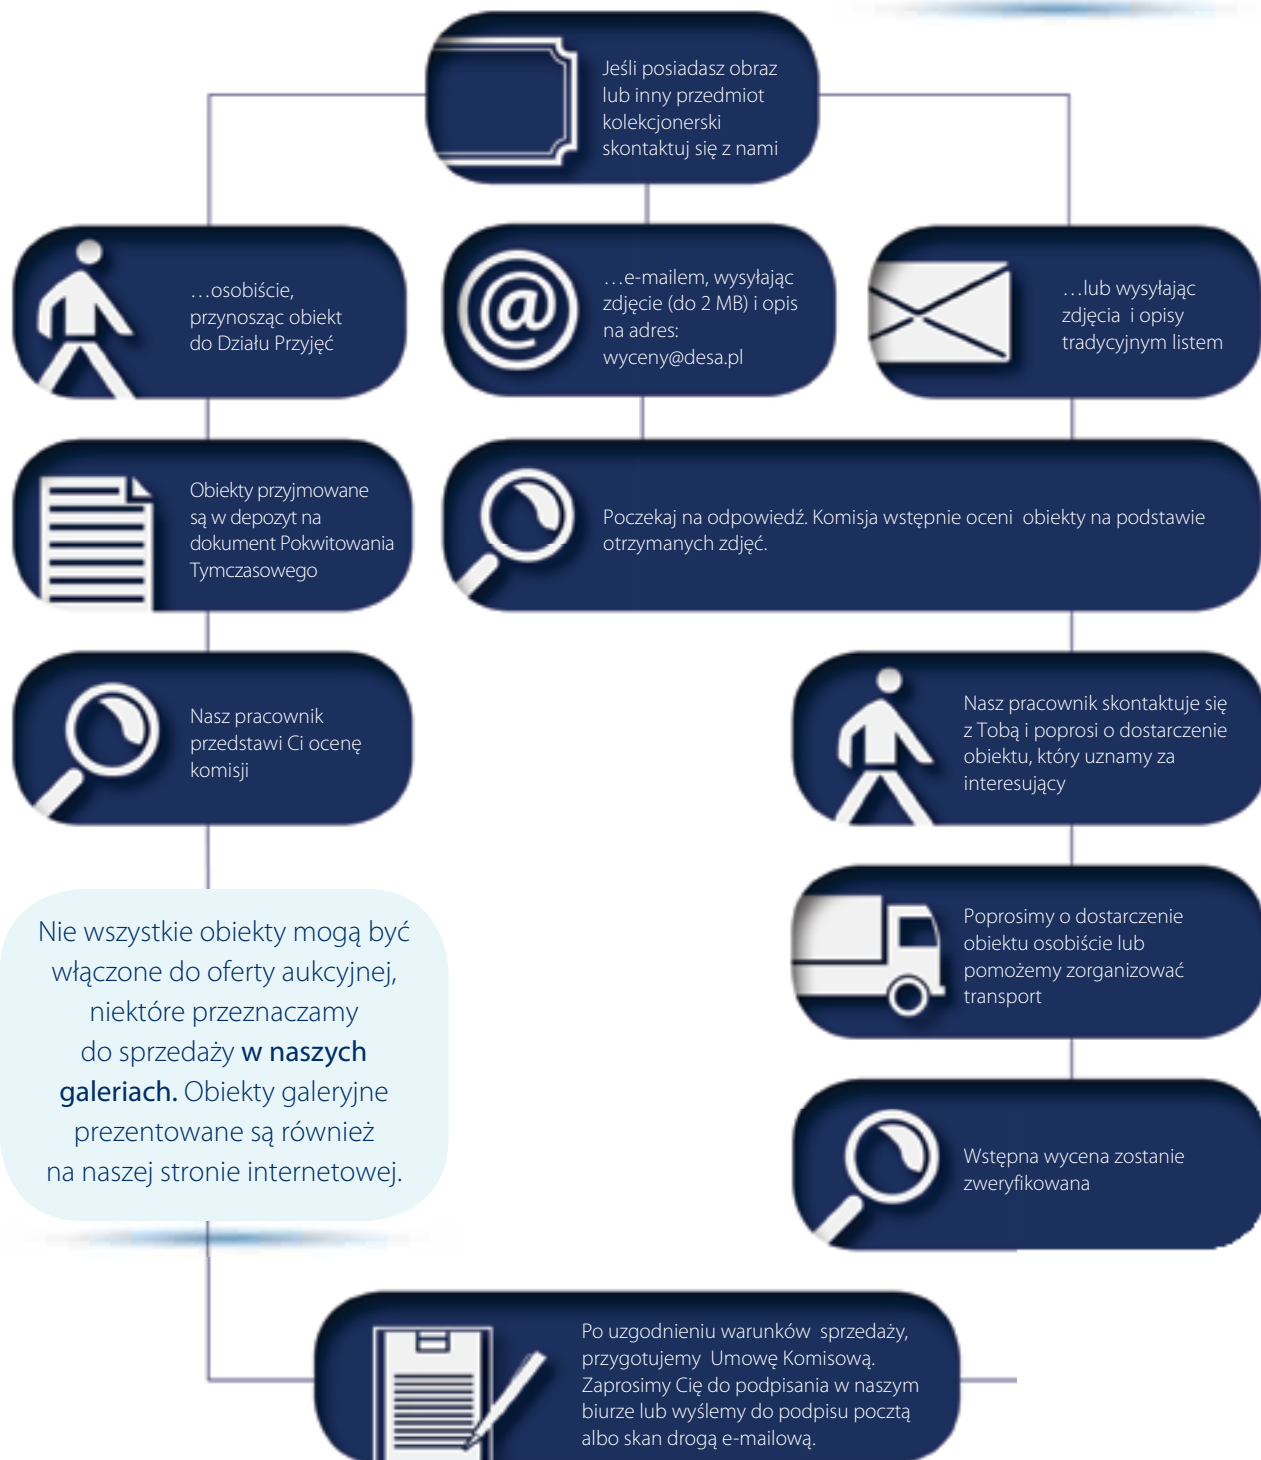 Jeśli posiadasz obraz
lub inny przedmiot
kolekcjonerski
skontaktuj się z nami
…osobiście,
przynosząc obiekt
do Działu Przyjęć
…e-mailem, wysyłając
zdjęcie (do 2 MB) i opis
na adres:
wyceny@desa.pl
…lub wysyłając
zdjęcia i opisy
tradycyjnym listem
Obiekty przyjmowane
są w depozyt na
dokument Pokwitowania
Tymczasowego
Poczekaj na odpowiedź. Komisja wstępnie oceni obiekty na podstawie
otrzymanych zdjęć.
Nasz pracownik
przedstawi Ci ocenę
komisji
Nasz pracownik skontaktuje się
z Tobą i poprosi o dostarczenie
obiektu, który uznamy za
interesujący
Nie wszystkie obiekty mogą być
włączone do oferty aukcyjnej,
niektóre przeznaczamy
do sprzedaży w naszych
galeriach. Obiekty galeryjne
prezentowane są również
na naszej stronie internetowej.
Poprosimy o dostarczenie
obiektu osobiście lub
pomożemy zorganizować
transport
Wstępna wycena zostanie
zweryfikowana
Po uzgodnieniu warunków sprzedaży,
przygotujemy Umowę Komisową.
Zaprosimy Cię do podpisania w naszym
biurze lub wyślemy do podpisu pocztą
albo skan drogą e-mailową.